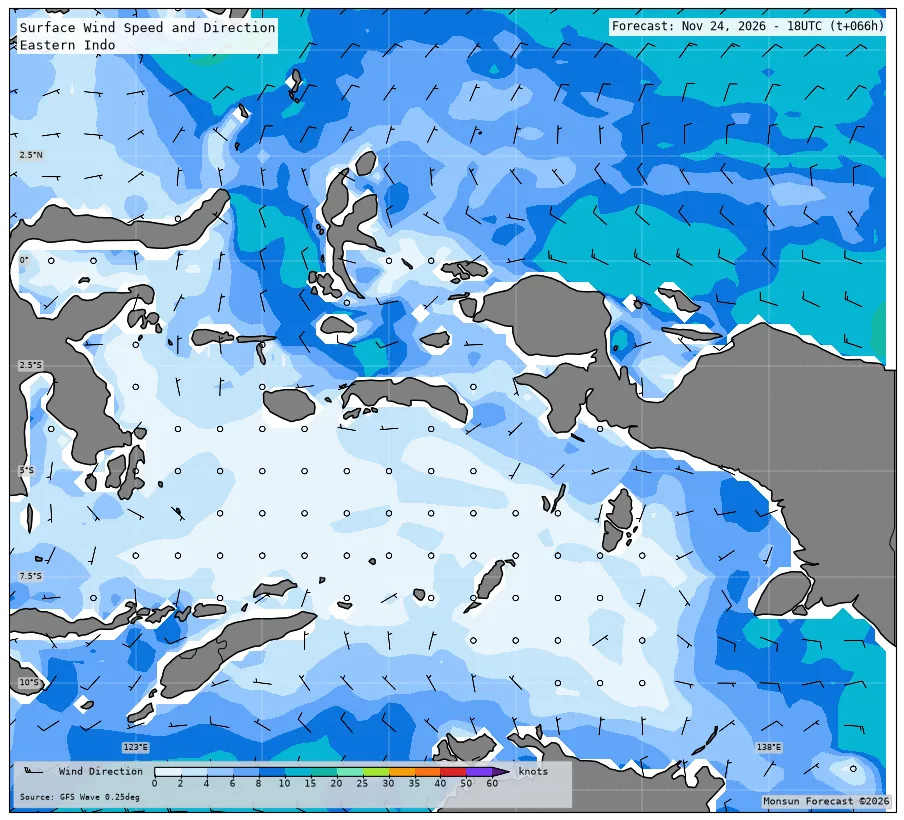 Surface Wind Speed and Direction
Eastern Indo
Forecast: Nov 24, 2026 - 18UTC (t+066h)
2.5°N
0°
2.5°S
5°S
7.5°S
10°S
123°E
138°E
Wind Direction
0 2 4 6 8 10 15 20 25 30 35 40 50 60 knots
Source: GFS Wave 0.25deg
Monsun Forecast ©2026